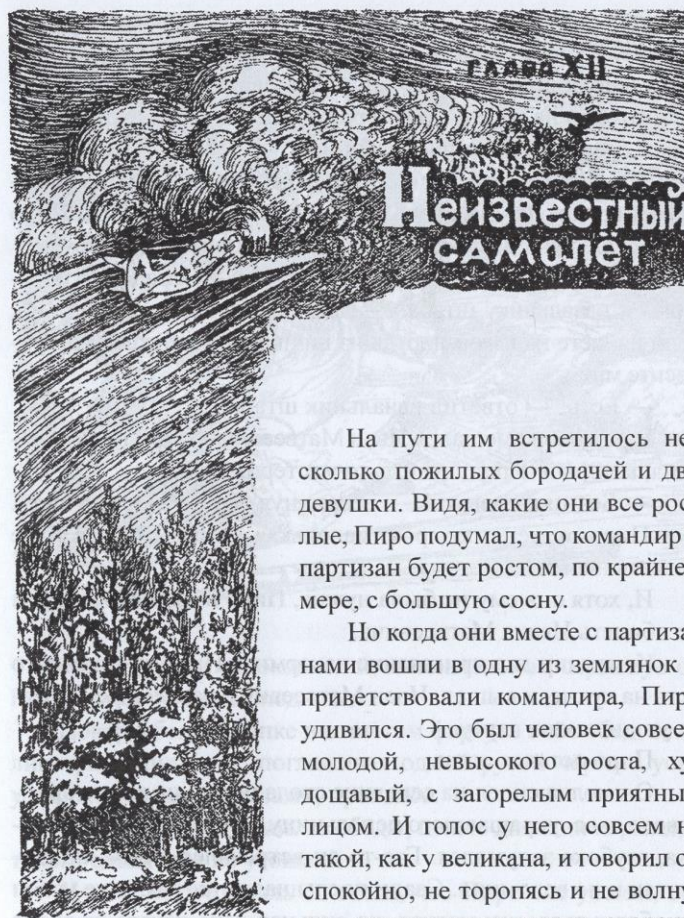 ГЛАВА XII
Неизвестный
самолёт
На пути им встретилось не-
сколько пожилых бородачей и дв
девушки. Видя, какие они все рос
лые, Пиро подумал, что командир
партизан будет ростом, по крайне
мере, с большую сосну.
Но когда они вместе с партиза
нами вошли в одну из землянок
приветствовали командира, Пир
удивился. Это был человек совсе
молодой, невысокого роста, ху
дощавый, с загорелым приятны
лицом. И голос у него совсем н
такой, как у великана, и говорил о
спокойно, не торопясь и не волну